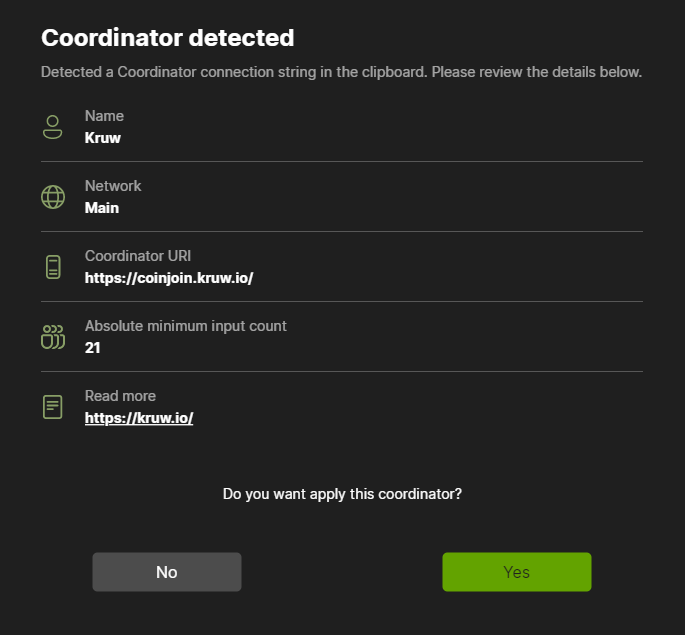 Coordinator detected
Detected a Coordinator connection string in the clipboard. Please review the details below.
Name
Kruw
Network
Main
Coordinator URI
https://coinjoin.kruw.io/
Absolute minimum input count
21
Read more
https://kruw.io/
Do you want apply this coordinator?
No
Yes